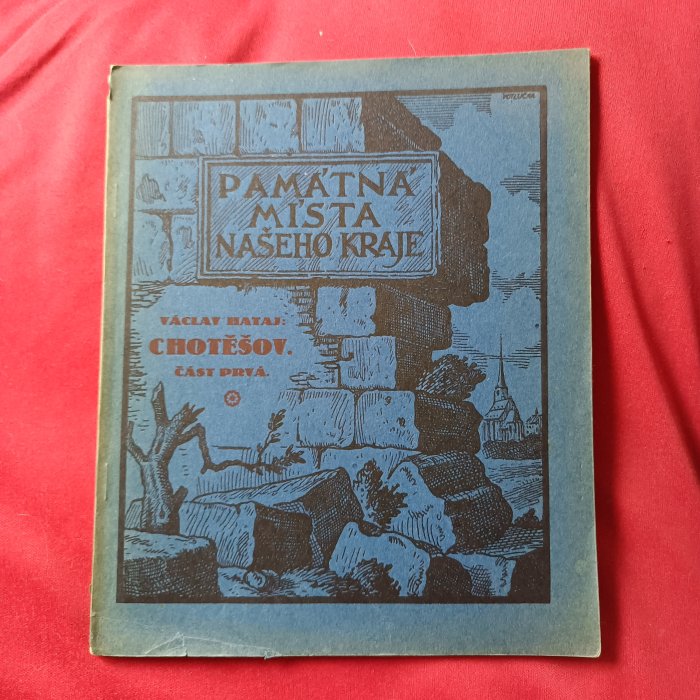 PAMÁTNÁ
MÍSTA
NAŠEHO KRAJE
VÁCLAV HATAJ:
CHOTĚŠOV.
ČÁST PRVÁ.